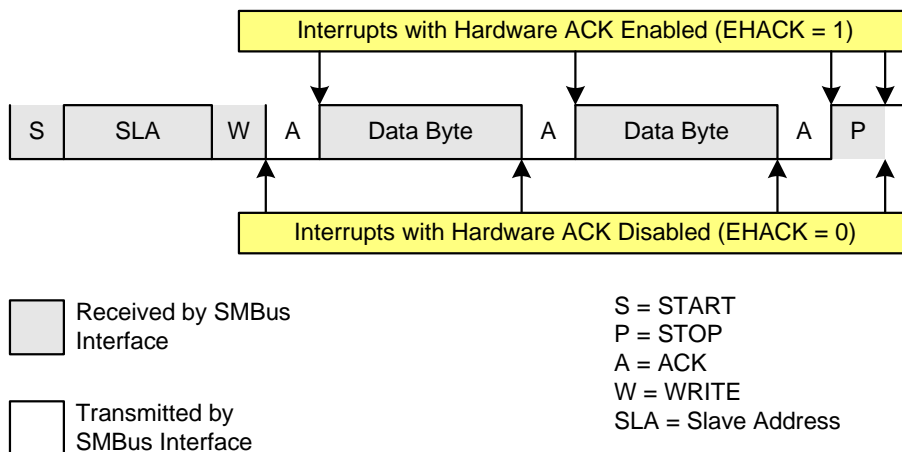 Interrupts with Hardware ACK Enabled (EHACK = 1)
S SLA W A Data Byte A Data Byte A P
Interrupts with Hardware ACK Disabled (EHACK = 0)
Received by SMBus
Interface
Transmitted by
SMBus Interface
S = START
P = STOP
A = ACK
W = WRITE
SLA = Slave Address